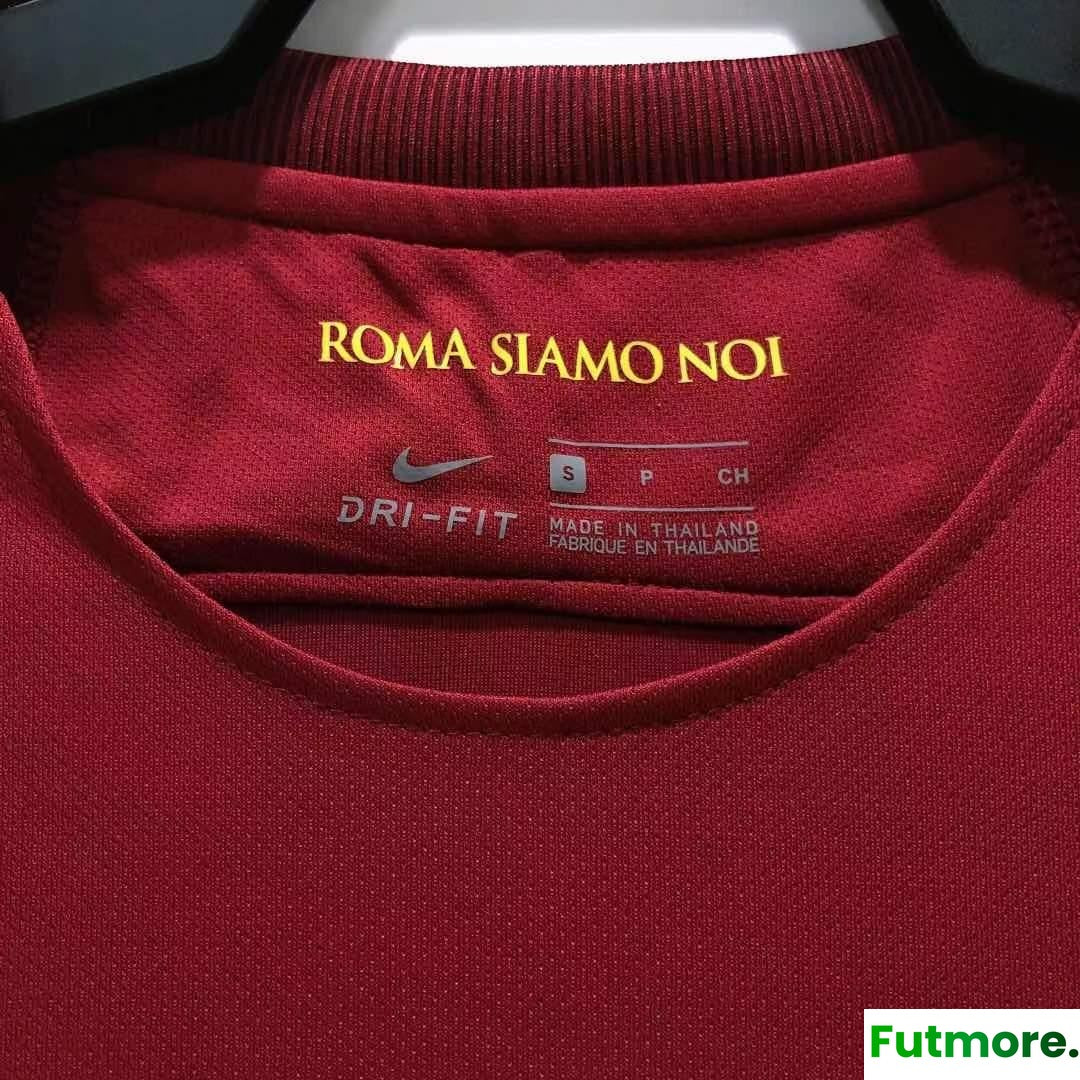 ROMA SIAMO NOI
DRI-FIT
S P CH
MADE IN THAILAND
FABRIQUE EN THAILANDE
Futmore.